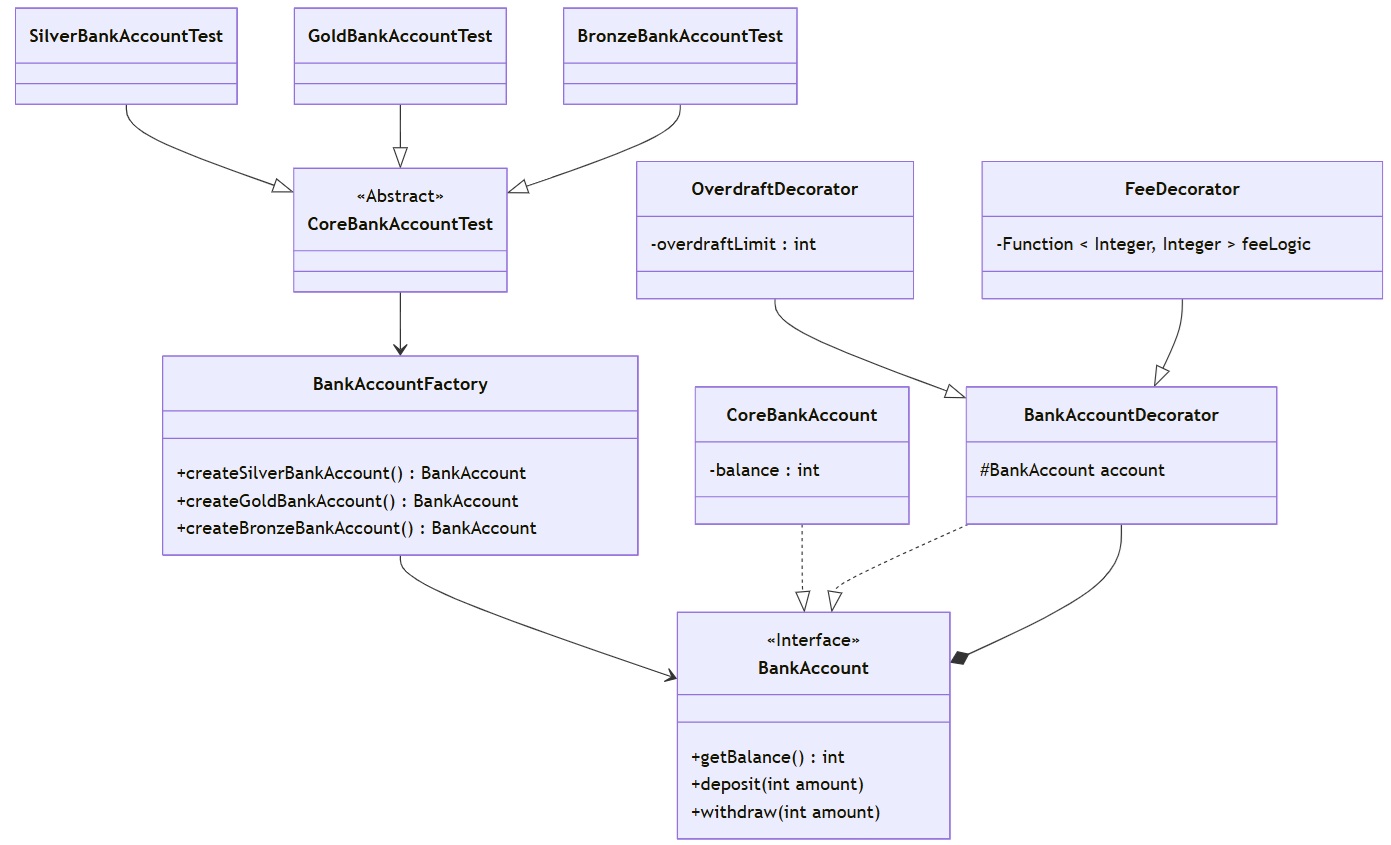 SilverBankAccountTest
GoldBankAccountTest
BronzeBankAccountTest
«Abstract»
CoreBankAccountTest
OverdraftDecorator
-overdraftLimit : int
FeeDecorator
-Function < Integer, Integer > feeLogic
BankAccountFactory
+createSilverBankAccount() : BankAccount
+createGoldBankAccount() : BankAccount
+createBronzeBankAccount() : BankAccount
CoreBankAccount
-balance : int
BankAccountDecorator
#BankAccount account
«Interface»
BankAccount
+getBalance() : int
+deposit(int amount)
+withdraw(int amount)